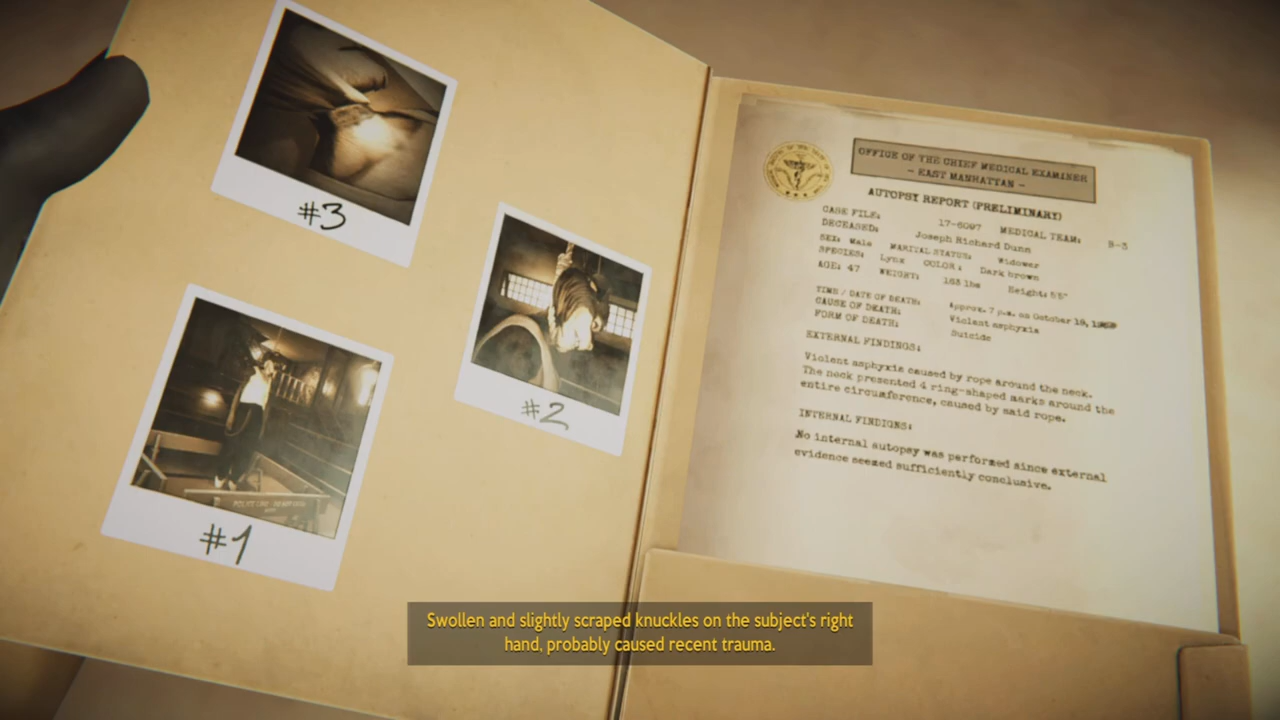 #3
#2
#1
OFFICE OF THE CHIEF MEDICAL EXAMINER
- EAST MANHATTAN -
AUTOPSY REPORT (PRELIMINARY)
CASE FILE: 17-6097 MEDICAL TEAM: B-3
DECEASED: Joseph Richard Dunn
SEX: Male MARITAL STATUS: Widower
SPECIES: Lynx COLOR: Dark brown
AGE: 47 WEIGHT: 163 lbs Height: 5'5"
TIME / DATE OF DEATH: Approx. 7 p.m. on October 19,
CAUSE OF DEATH: Violent asphyxia
FORM OF DEATH: Suicide
EXTERNAL FINDINGS:
Violent asphyxia caused by rope around the neck.
The neck presented 4 ring-shaped marks around the
entire circumference, caused by said rope.
INTERNAL FINDIGNS:
No internal autopsy was performed since external
evidence seemed sufficiently conclusive.
Swollen and slightly scraped knuckles on the subject's right
hand, probably caused recent trauma.